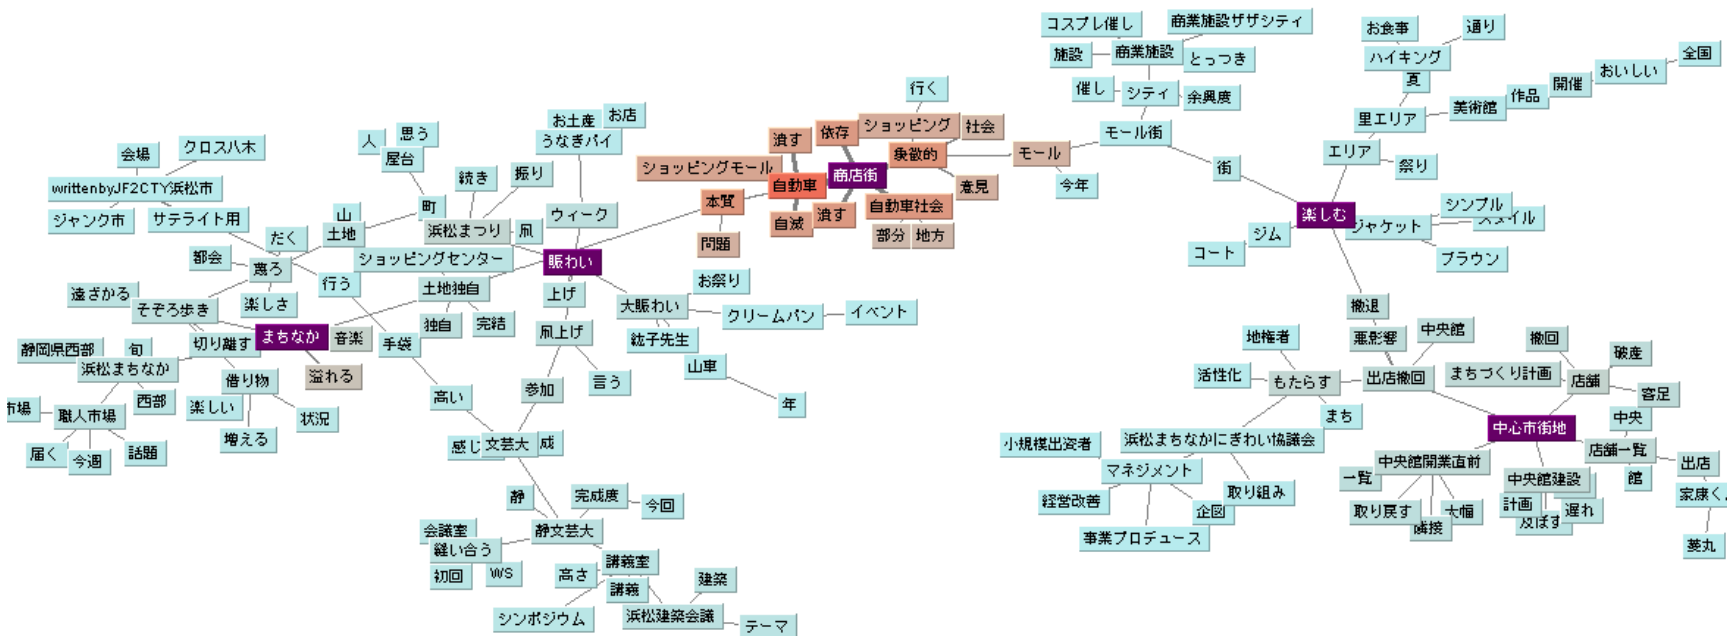 コスプレ催し
商業施設ザザシティ
施設
商業施設
とっつき
催し
シティ
余興度
お食事
通り
ハイキング
夏
全国
おいしい
開催
作品
美術館
里エリア
エリア
祭り
行く
ショッピング
社会
依存
潰す
象徴的
モール
モール街
今年
街
意見
ショッピングモール
自動車
商店街
本質
自滅
潰す
自動車社会
部分
地方
問題
お土産
お店
うなぎパイ
人
思う
屋台
会場
クロス八木
writtenbyJF2CTY浜松市
ジャンク市
サテライト用
続き
振り
町
浜松まつり
凧
ウィーク
山
土地
だく
都会
蔑ろ
楽しさ
行う
ショッピングセンター
土地独自
独自
完結
賑わい
上げ
凧上げ
大賑わい
お祭り
クリームパン
イベント
紘子先生
山車
年
言う
参加
遠ざかる
そぞろ歩き
まちなか
音楽
溢れる
切り離す
静岡県西部
旬
浜松まちなか
西部
市場
職人市場
届く
今週
話題
借り物
楽しい
増える
状況
手袋
高い
感じ
文芸大
成
静
完成度
今回
静文芸大
会議室
縫い合う
初回
WS
講義室
高さ
講義
シンポジウム
浜松建築会議
建築
テーマ
楽しむ
ジャケット
シンプル
スタイル
ブラウン
ジム
コート
撤退
悪影響
中央館
出店撤回
地権者
活性化
もたらす
まち
浜松まちなかにぎわい協議会
小規模出資者
マネジメント
経営改善
企図
事業プロデュース
取り組み
撤回
破産
まちづくり計画
店舗
容足
中心市街地
中央
店舗一覧
館
出店
家康く
菱丸
中央館開業直前
一覧
取り戻す
隣接
大幅
中央館建設
計画
及ぼす
遅れ